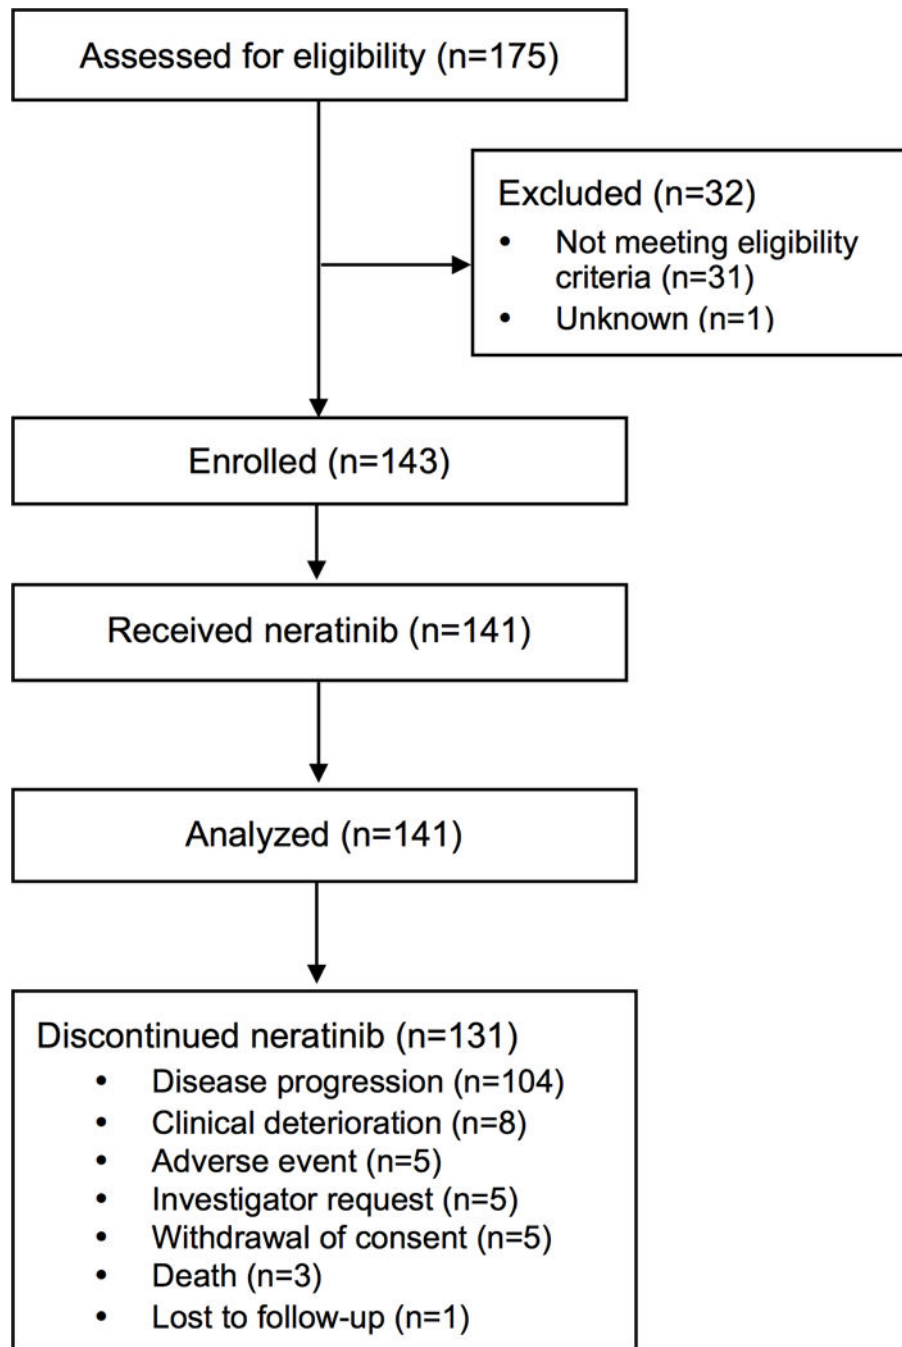 Assessed for eligibility (n=175)
Excluded (n=32)
• Not meeting eligibility
criteria (n=31)
• Unknown (n=1)
Enrolled (n=143)
Received neratinib (n=141)
Analyzed (n=141)
Discontinued neratinib (n=131)
• Disease progression (n=104)
• Clinical deterioration (n=8)
• Adverse event (n=5)
• Investigator request (n=5)
• Withdrawal of consent (n=5)
• Death (n=3)
• Lost to follow-up (n=1)